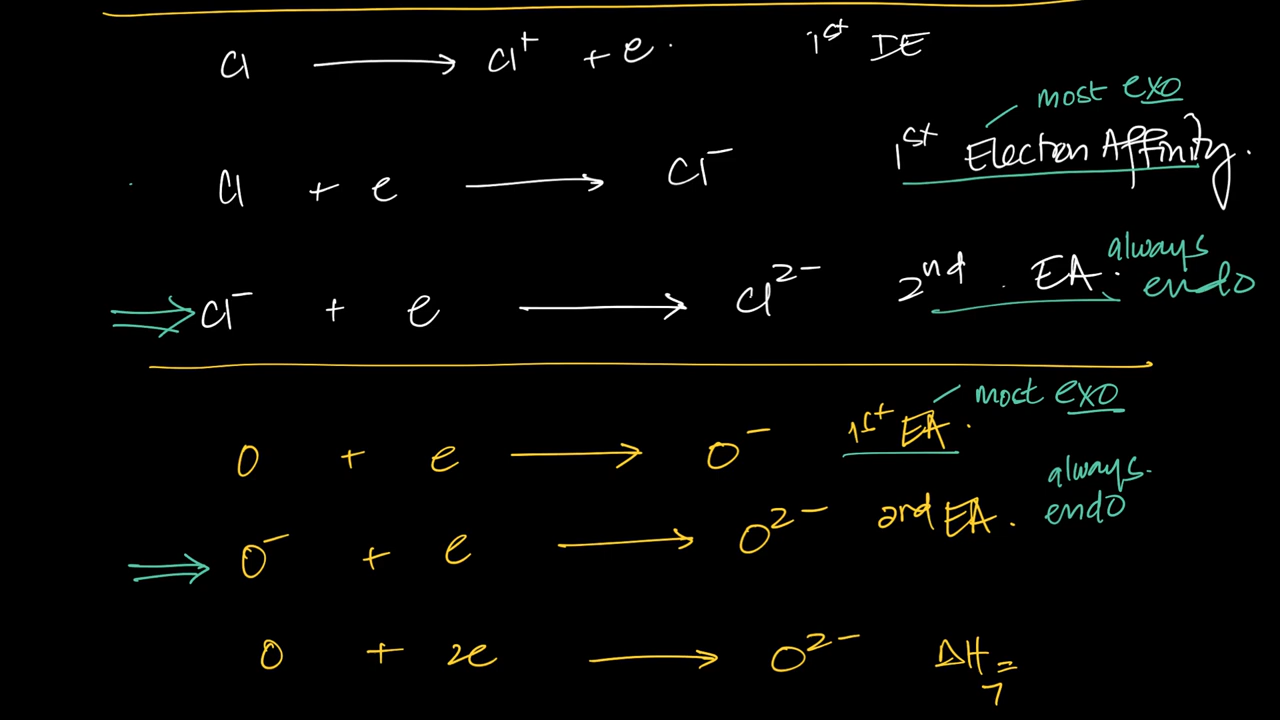 Cl ⟶ Cl⁺ + e. 1st IE
most exo
Cl + e ⟶ Cl⁻ 1st Electron Affinity.
always
⟹ Cl⁻ + e ⟶ Cl²⁻ 2nd . EA. endo
most exo
O + e ⟶ O⁻ 1st EA.
always.
⟹ O⁻ + e ⟶ O²⁻ 2nd EA. endo
O + 2e ⟶ O²⁻ ΔH =